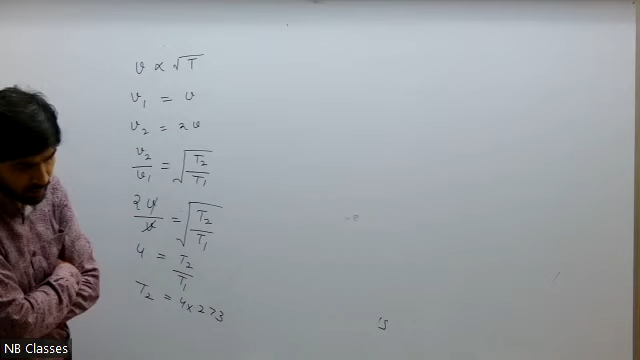 v ∝ √T
v₁ = v
v₂ = 2v
v₂/v₁ = √(T₂/T₁)
2v/v = √(T₂/T₁)
4 = T₂/T₁
T₂ = 4×273
NB Classes